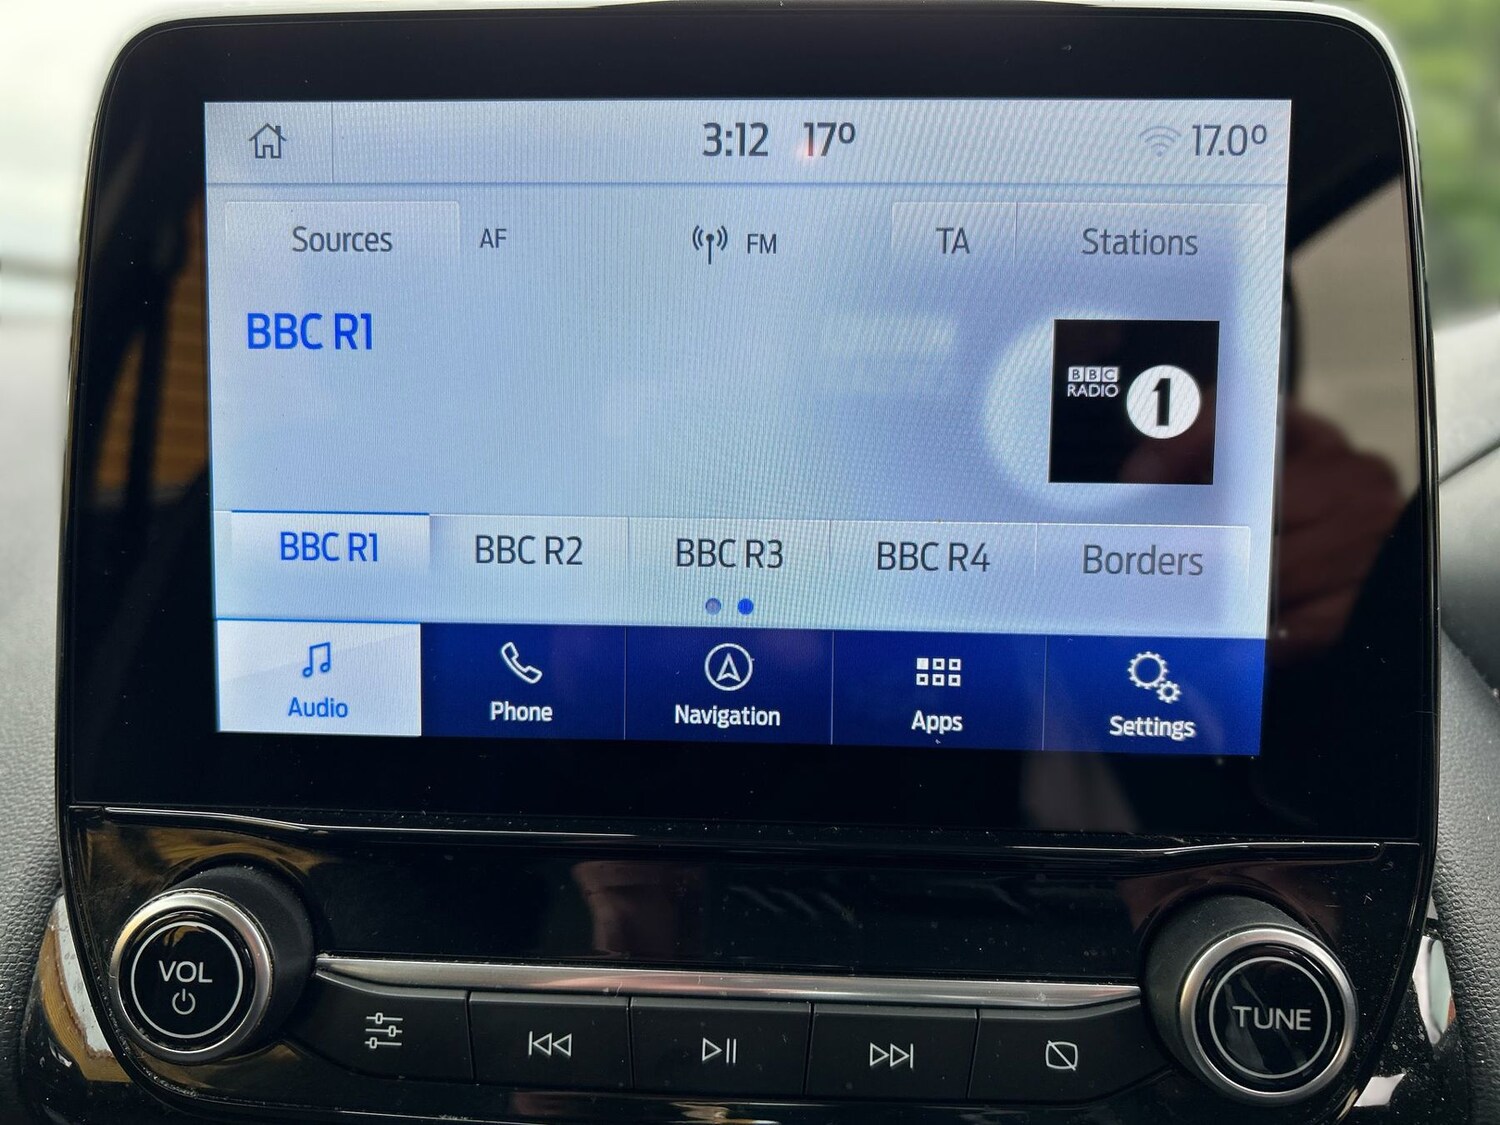 3:12 17° 17.0°
Sources AF FM TA Stations
BBC R1
BBC
RADIO 1
BBC R1 BBC R2 BBC R3 BBC R4 Borders
Audio Phone Navigation Apps Settings
VOL
TUNE